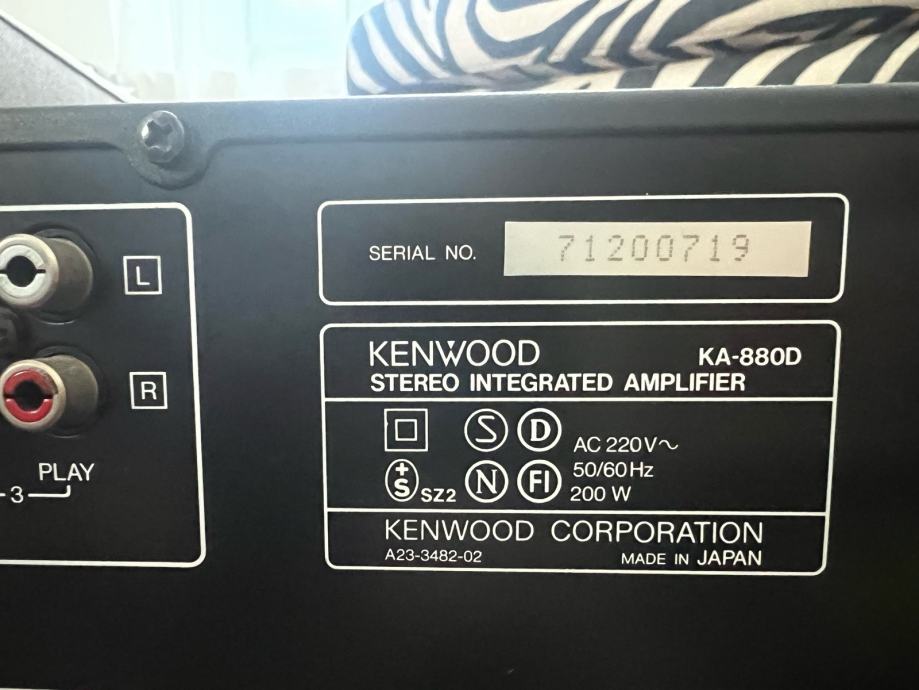 L
R
PLAY
3
SERIAL NO. 71200719
KENWOOD KA-880D
STEREO INTEGRATED AMPLIFIER
S D AC 220V~
+S SZ2 N FI 50/60Hz
200 W
KENWOOD CORPORATION
A23-3482-02 MADE IN JAPAN